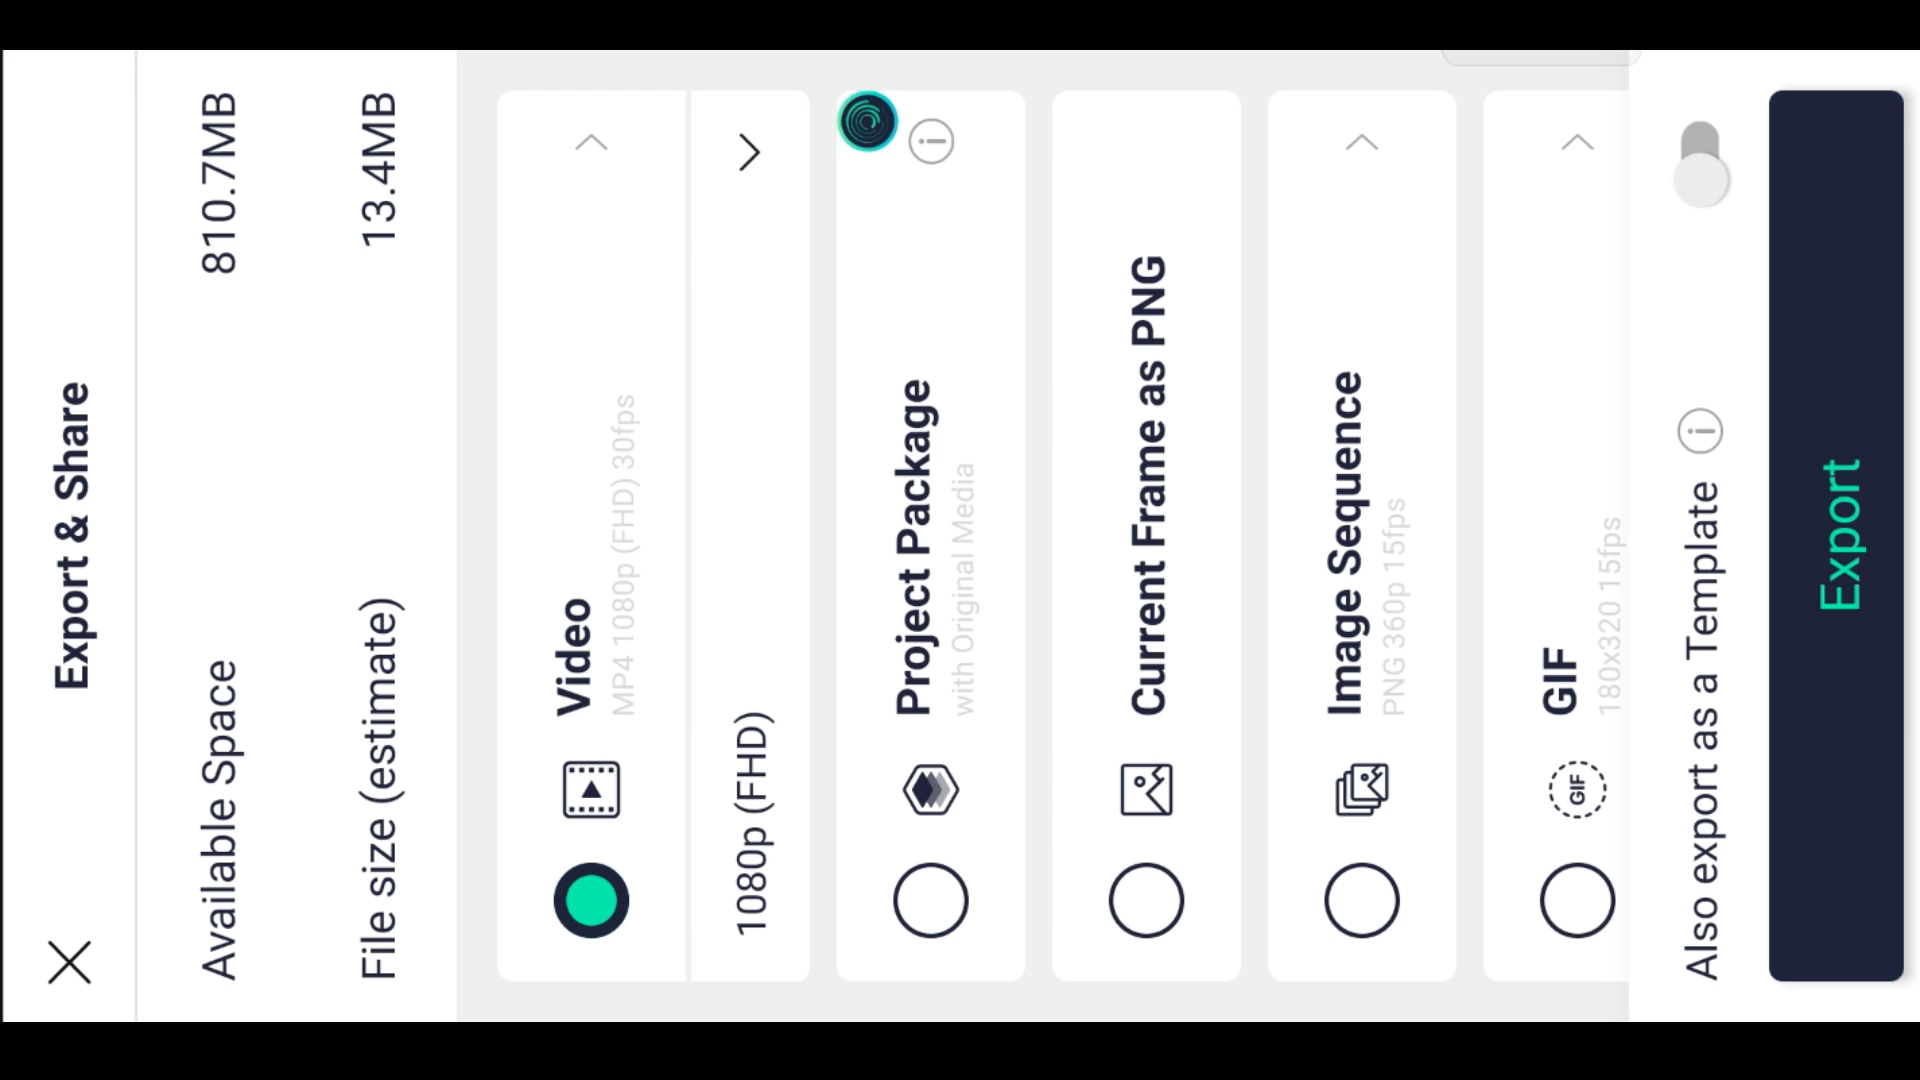 Export & Share
Available Space 810.7MB
File size (estimate) 13.4MB
Video
MP4 1080p (FHD) 30fps
1080p (FHD)
Project Package
with Original Media
Current Frame as PNG
Image Sequence
PNG 360p 15fps
GIF
GIF
180x320 15fps
Also export as a Template
Export